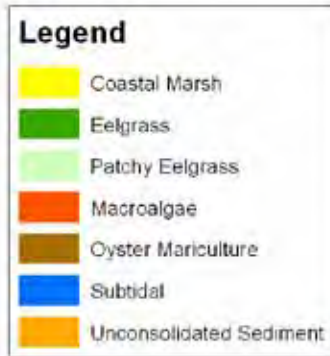 Legend
Coastal Marsh
Eelgrass
Patchy Eelgrass
Macroalgae
Oyster Mariculture
Subtidal
Unconsolidated Sediment